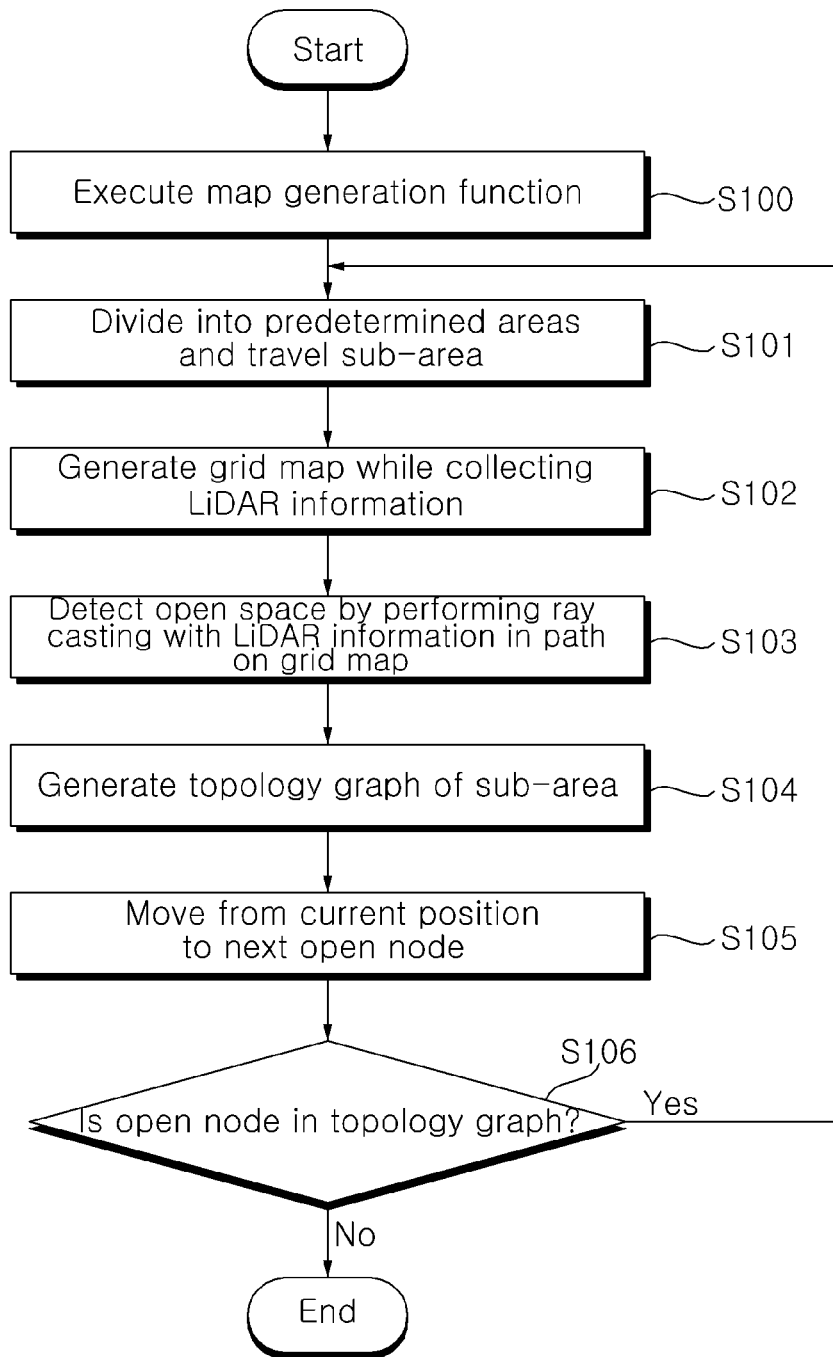 Start
Execute map generation function
S100
Divide into predetermined areas
and travel sub-area
S101
Generate grid map while collecting
LiDAR information
S102
Detect open space by performing ray
casting with LiDAR information in path
on grid map
S103
Generate topology graph of sub-area
S104
Move from current position
to next open node
S105
S106
Is open node in topology graph?
Yes
No
End